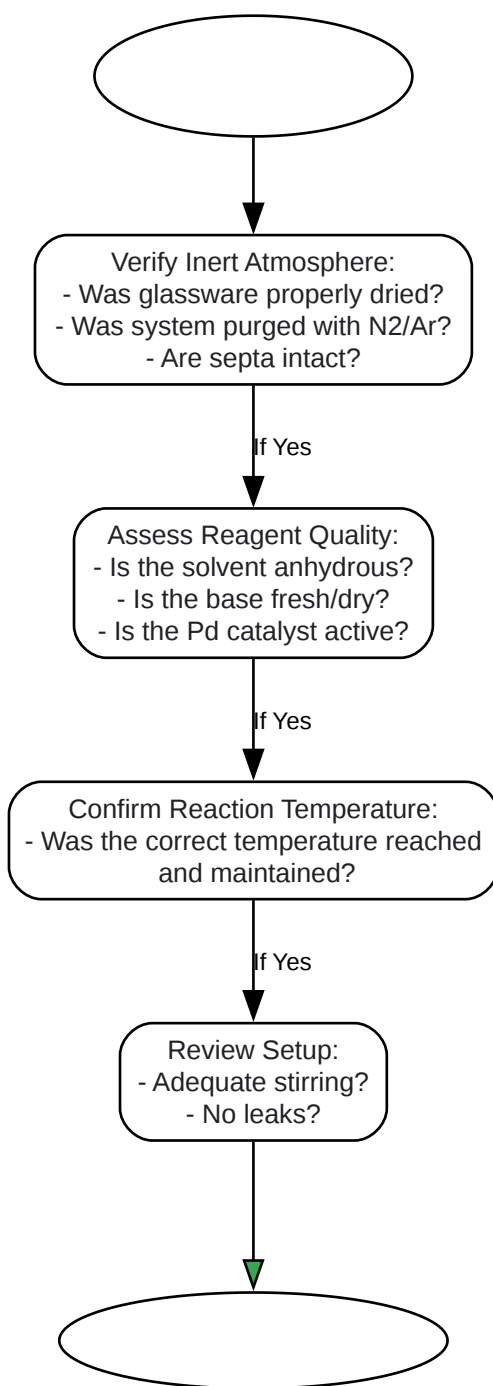 Verify Inert Atmosphere:
- Was glassware properly dried?
- Was system purged with N2/Ar?
- Are septa intact?
If Yes
Assess Reagent Quality:
- Is the solvent anhydrous?
- Is the base fresh/dry?
- Is the Pd catalyst active?
If Yes
Confirm Reaction Temperature:
- Was the correct temperature reached
and maintained?
If Yes
Review Setup:
- Adequate stirring?
- No leaks?